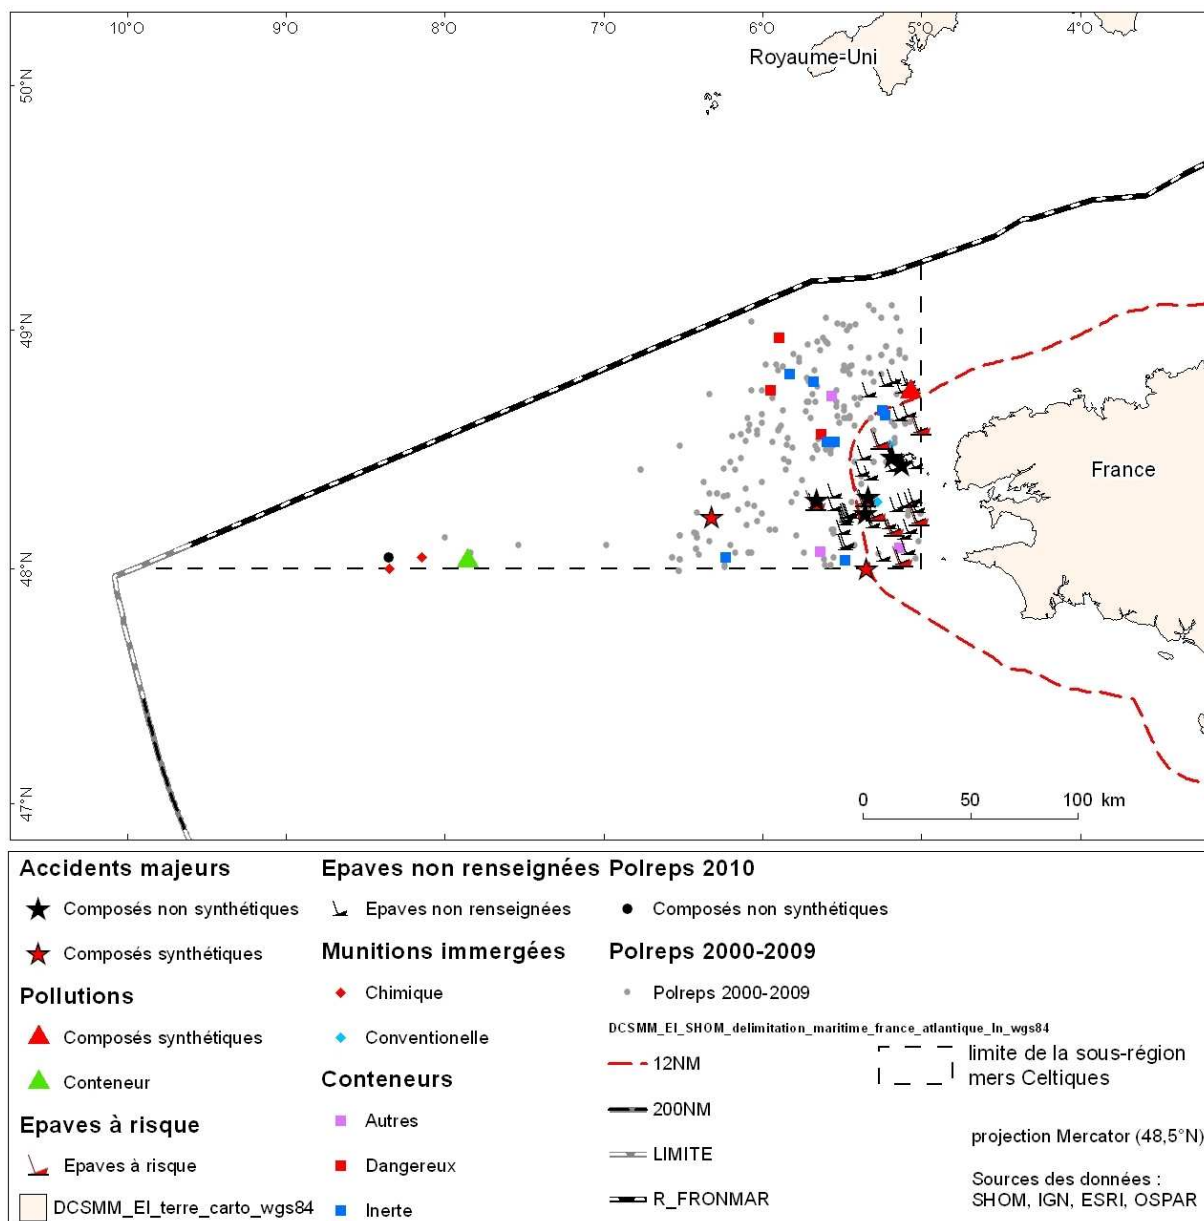 10°O 9°O 8°O 7°O 6°O 5°O 4°O
Royaume-Uni
50°N
49°N
France
48°N
47°N
0 50 100 km
Accidents majeurs
Composés non synthétiques
Composés synthétiques
Pollutions
Composés synthétiques
Conteneur
Epaves à risque
Epaves à risque
DCSMM_EI_terre_carto_wgs84
Epaves non renseignées
Epaves non renseignées
Munitions immergées
Chimique
Conventionelle
Conteneurs
Autres
Dangereux
Inerte
Polreps 2010
Composés non synthétiques
Polreps 2000-2009
Polreps 2000-2009
DCSMM_EI_SHOM_delimitation_maritime_france_atlantique_ln_wgs84
12NM
200NM
LIMITE
R_FRONMAR
limite de la sous-région
mers Celtiques
projection Mercator (48,5°N)
Sources des données :
SHOM, IGN, ESRI, OSPAR